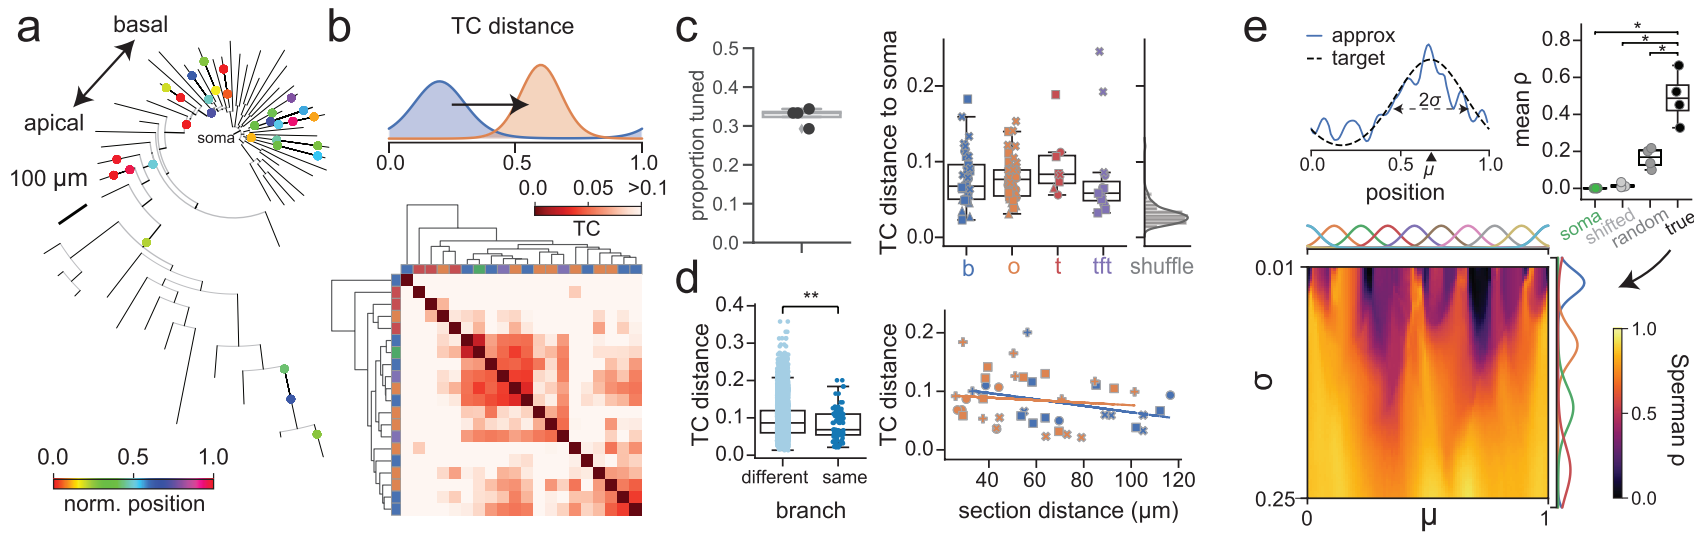 a
basal
apical
soma
100 µm
0.0 0.5 1.0
norm. position
b
TC distance
0.0 0.5 1.0
0.0 0.05 >0.1
TC
c
0.5
0.4
0.3
0.2
0.1
0.0
proportion tuned
TC distance to soma
0.2
0.1
0.0
b o t tft shuffle
d
TC distance
0.4
0.3
0.2
0.1
0.0
**
different same
branch
TC distance
0.2
0.1
0.0
40 60 80 100 120
section distance (µm)
e
approx
target
2σ
0.0 0.5 1.0
µ
position
mean ρ
0.8
0.6
0.4
0.2
0.0
*
*
*
soma
shifted
random
true
0.01
σ
0.25
0 µ 1
1.0
0.5
0.0
Sperman ρ